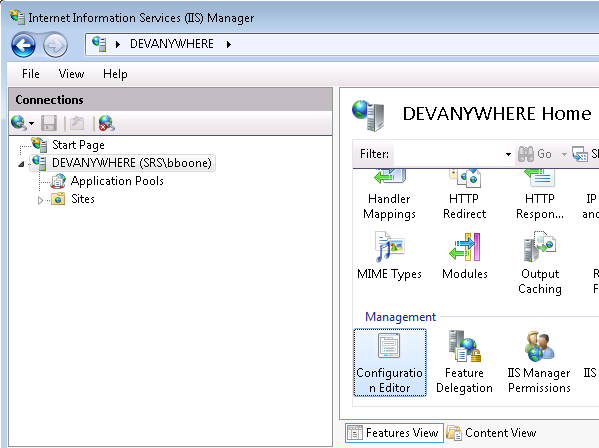 Internet Information Services (IIS) Manager
DEVANYWHERE
File View Help
Connections
Start Page
DEVANYWHERE (SRS\bboone)
Application Pools
Sites
DEVANYWHERE Home
Filter: Go S
Handler HTTP HTTP IP
Mappings Redirect Respon... an
MIME Types Modules Output R
Caching F
Management
Configuratio Feature IIS Manager IIS
n Editor Delegation Permissions
Features View Content View